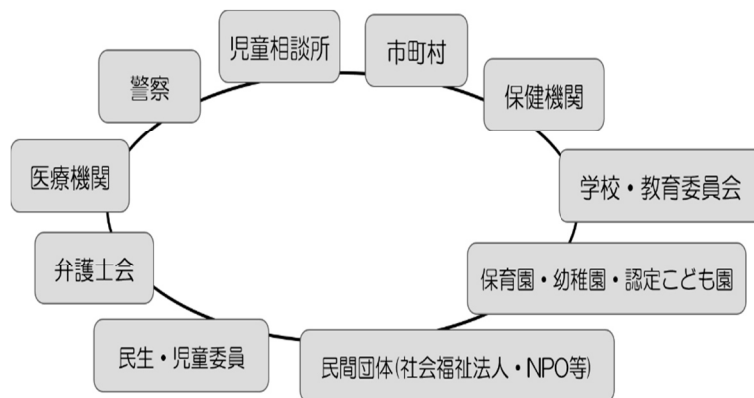 児童相談所
市町村
警察
保健機関
医療機関
学校・教育委員会
弁護士会
保育園・幼稚園・認定こども園
民生・児童委員
民間団体(社会福祉法人・NPO等)